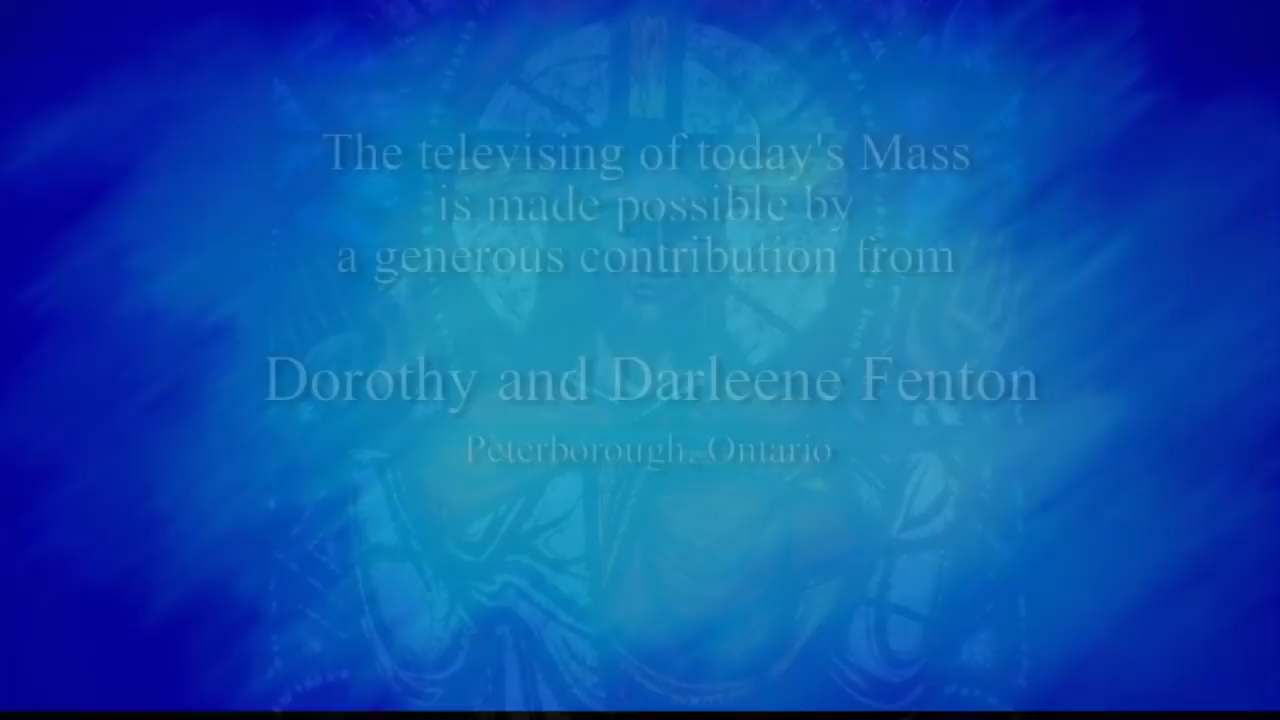 The televising of today's Mass
is made possible by
a generous contribution from
Dorothy and Darleene Fenton
Peterborough, Ontario